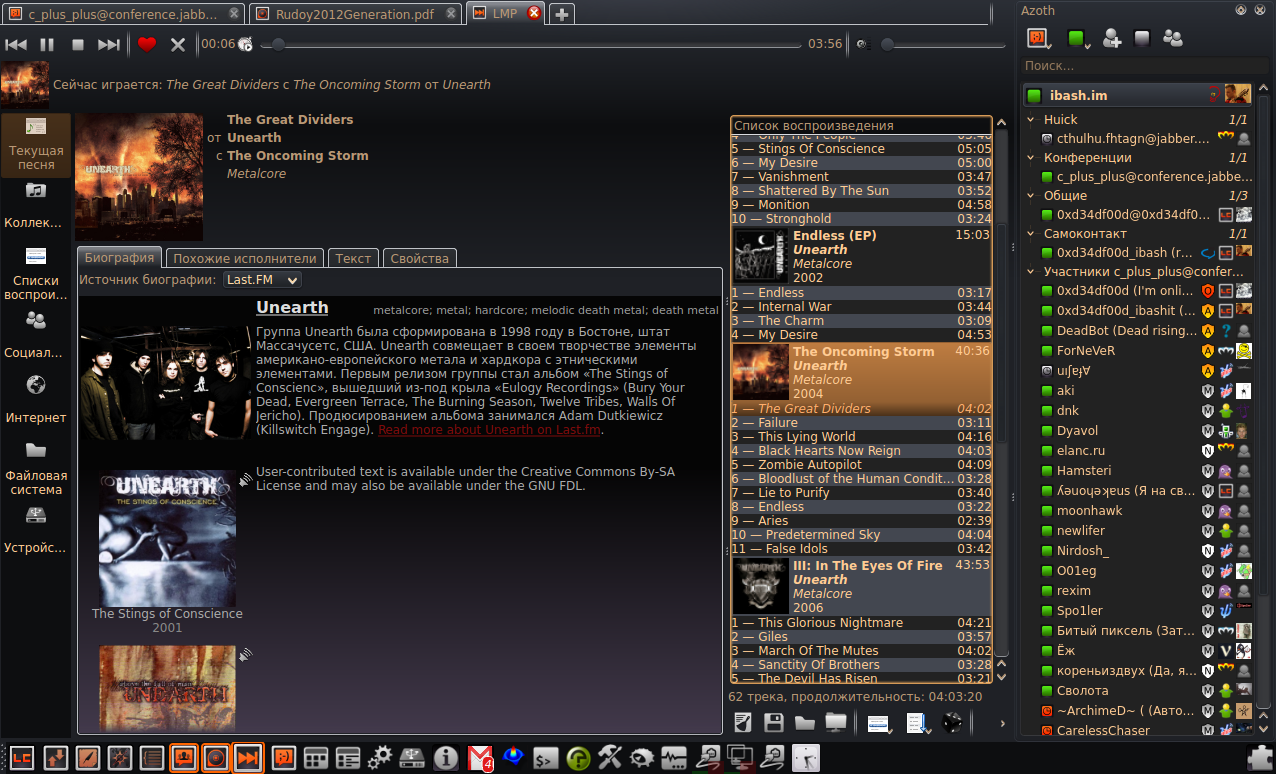 c_plus_plus@conference.jabb...
Rudoy2012Generation.pdf
LMP
00:06
03:56
Сейчас играется: The Great Dividers с The Oncoming Storm от Unearth
Текущая
песня
Коллек...
Списки
воспрои...
Социал...
Интернет
Файловая
система
Устройс...
The Great Dividers
от Unearth
с The Oncoming Storm
Metalcore
Биография
Похожие исполнители
Текст
Свойства
Источник биографии: Last.FM
Unearth
metalcore; metal; hardcore; melodic death metal; death metal
Группа Unearth была сформирована в 1998 году в Бостоне, штат
Массачусетс, США. Unearth совмещает в своем творчестве элементы
американо-европейского метала и хардкора с этническими
элементами. Первым релизом группы стал альбом «The Stings of
Conscienc», вышедший из-под крыла «Eulogy Recordings» (Bury Your
Dead, Evergreen Terrace, The Burning Season, Twelve Tribes, Walls Of
Jericho). Продюсированием альбома занимался Adam Dutkiewicz
(Killswitch Engage). Read more about Unearth on Last.fm.
User-contributed text is available under the Creative Commons By-SA
License and may also be available under the GNU FDL.
UNEARTH
THE STINGS OF CONSCIENCE
The Stings of Conscience
2001
UNEARTH
Список воспроизведения
5 — Stings Of Conscience 05:05
6 — My Desire 05:00
7 — Vanishment 03:47
8 — Shattered By The Sun 03:52
9 — Monition 04:58
10 — Stronghold 03:24
Endless (EP) 15:03
Unearth
Metalcore
2002
1 — Endless 03:17
2 — Internal War 03:44
3 — The Charm 03:09
4 — My Desire 04:53
The Oncoming Storm 40:36
Unearth
Metalcore
2004
1 — The Great Dividers 04:02
2 — Failure 03:11
3 — This Lying World 04:16
4 — Black Hearts Now Reign 04:03
5 — Zombie Autopilot 04:09
6 — Bloodlust of the Human Condit... 03:28
7 — Lie to Purify 03:40
8 — Endless 03:22
9 — Aries 02:39
10 — Predetermined Sky 04:04
11 — False Idols 03:42
III: In The Eyes Of Fire 43:53
Unearth
Metalcore
2006
1 — This Glorious Nightmare 04:21
2 — Giles 03:57
3 — March Of The Mutes 04:02
4 — Sanctity Of Brothers 03:28
5 — The Devil Has Risen 03:21
62 трека, продолжительность: 04:03:20
Azoth
Поиск...
ibash.im
Huick 1/1
cthulhu.fhtagn@jabber....
Конференции 1/1
c_plus_plus@conference.jabbe...
Общие 1/3
0xd34df00d@0xd34df0...
Самоконтакт 1/1
0xd34df00d_ibash (r...
Участники c_plus_plus@confer...
0xd34df00d (I'm onli...
0xd34df00d_ibashit (...
DeadBot (Dead rising...
ForNeVeR
uıʃɐɟ∀
aki
dnk
Dyavol
elanc.ru
Hamsteri
(Я на св...
moonhawk
newlifer
Nirdosh_
O01eg
rexim
Spo1ler
Битый пиксель (Зат...
Ёж
кореньиздвух (Да, я...
Сволота
~ArchimeD~ ( (Авто...
CarelessChaser